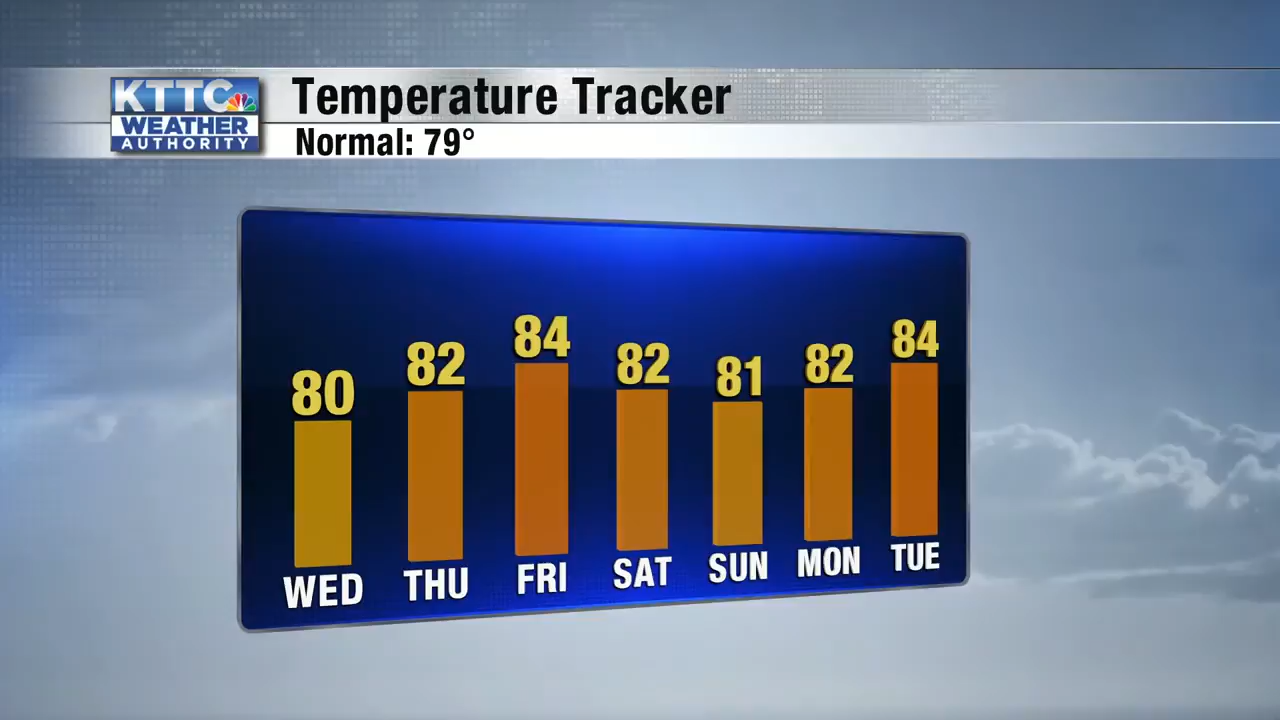 KTTC
WEATHER
AUTHORITY
Temperature Tracker
Normal: 79°
80 82 84 82 81 82 84
WED THU FRI SAT SUN MON TUE